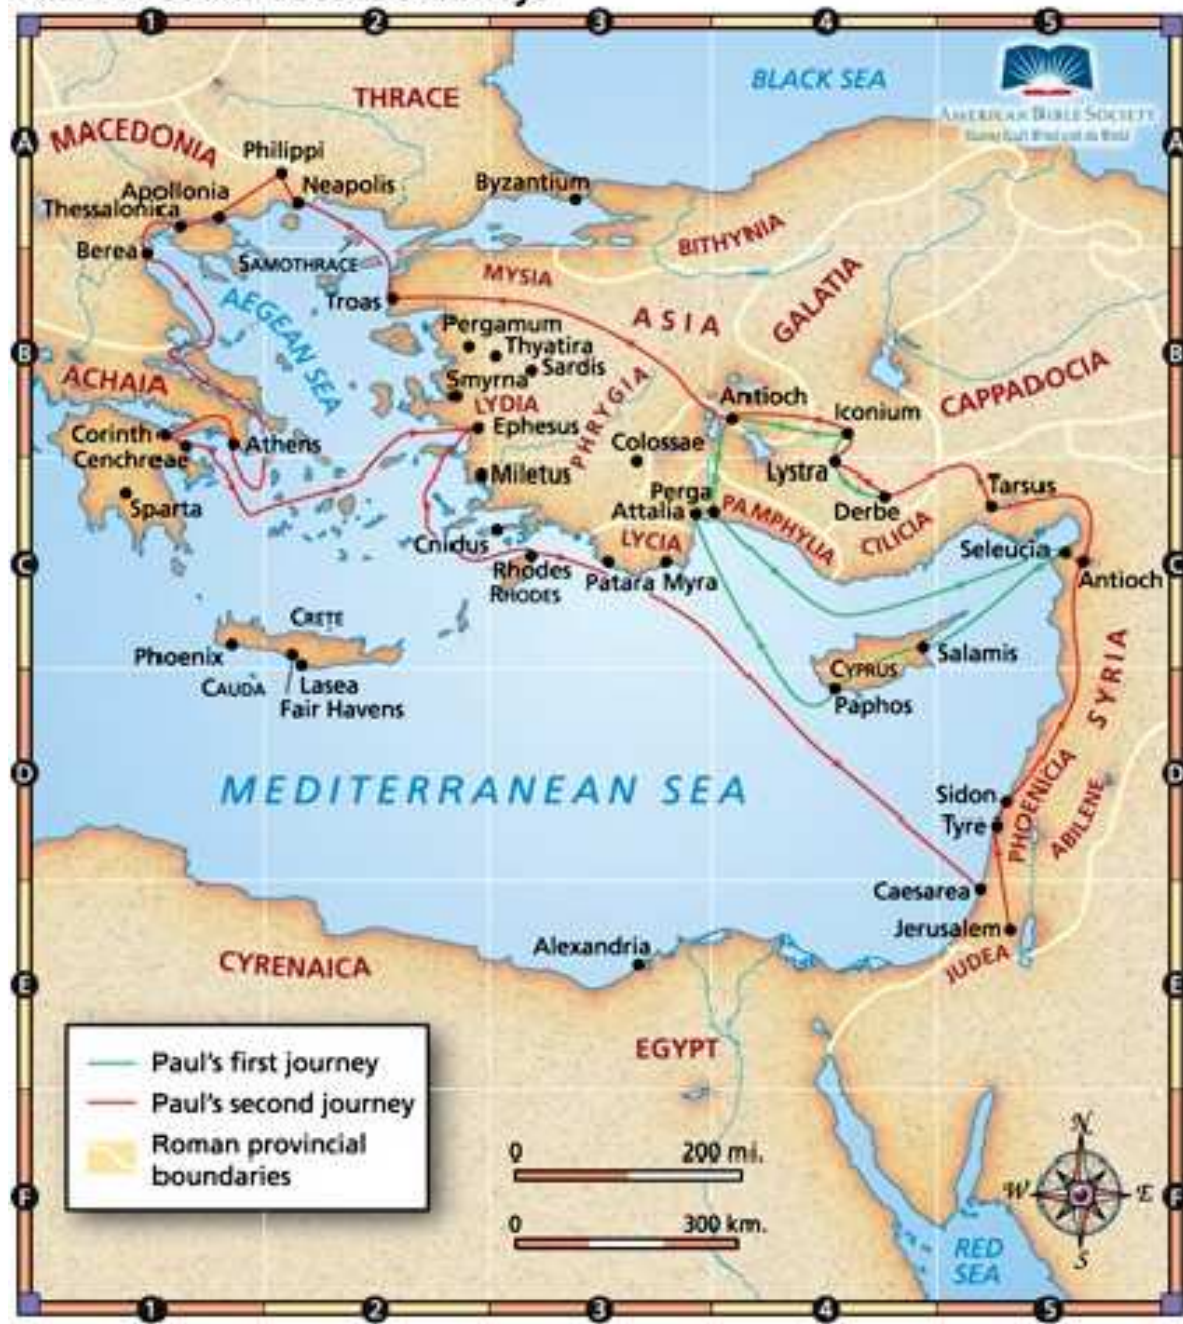 1 2 3 4 5
BLACK SEA
AMERICAN BIBLE SOCIETY
THRACE
A A
MACEDONIA
Philippi
Apollonia
Neapolis
Byzantium
Thessalonica
BITHYNIA
Berea
SAMOTHRACE
MYSIA
GALATIA
Troas
AEGEAN SEA
ASIA
Pergamum
Thyatira
B B
Sardis
ACHAIA
Smyrna
LYDIA
PHRYGIA
CAPPADOCIA
Antioch
Iconium
Corinth
Athens
Ephesus
Colossae
Cenchreae
Miletus
Lystra
Tarsus
Sparta
Perga
Attalia
PAMPHYLIA
Derbe
CILICIA
Cnidus
LYCIA
Seleucia
C C
Rhodes
RHODES
Patara
Myra
Antioch
CRETE
Phoenix
CAUDA
Lasea
Fair Havens
CYPRUS
Salamis
Paphos
SYRIA
D D
MEDITERRANEAN SEA
Sidon
Tyre
PHOENICIA
ABILENE
Caesarea
Jerusalem
JUDEA
Alexandria
CYRENAICA
E E
EGYPT
Paul's first journey
Paul's second journey
Roman provincial
boundaries
0 200 mi.
0 300 km.
N
W E
S
F F
RED
SEA
1 2 3 4 5